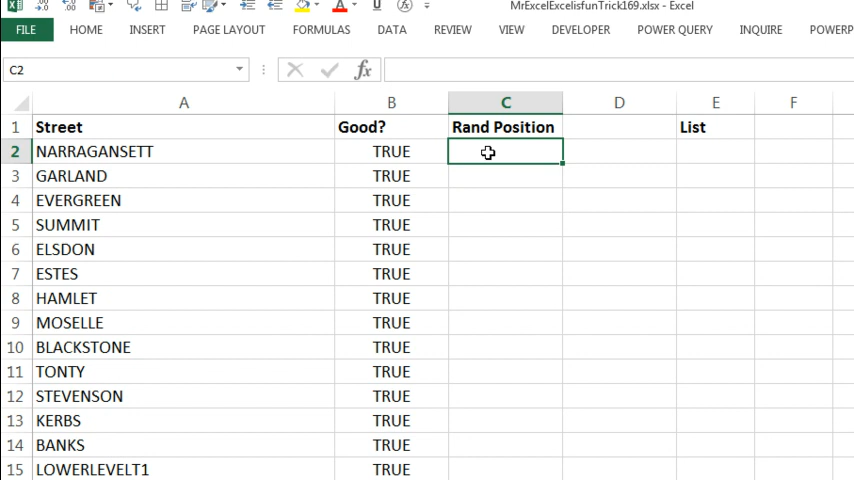 MrExcelExcelisfunTrick169.xlsx - Excel
FILE HOME INSERT PAGE LAYOUT FORMULAS DATA REVIEW VIEW DEVELOPER POWER QUERY INQUIRE POWERP
C2 fx
A B C D E F
1 Street Good? Rand Position List
2 NARRAGANSETT TRUE
3 GARLAND TRUE
4 EVERGREEN TRUE
5 SUMMIT TRUE
6 ELSDON TRUE
7 ESTES TRUE
8 HAMLET TRUE
9 MOSELLE TRUE
10 BLACKSTONE TRUE
11 TONTY TRUE
12 STEVENSON TRUE
13 KERBS TRUE
14 BANKS TRUE
15 LOWERLEVELT1 TRUE